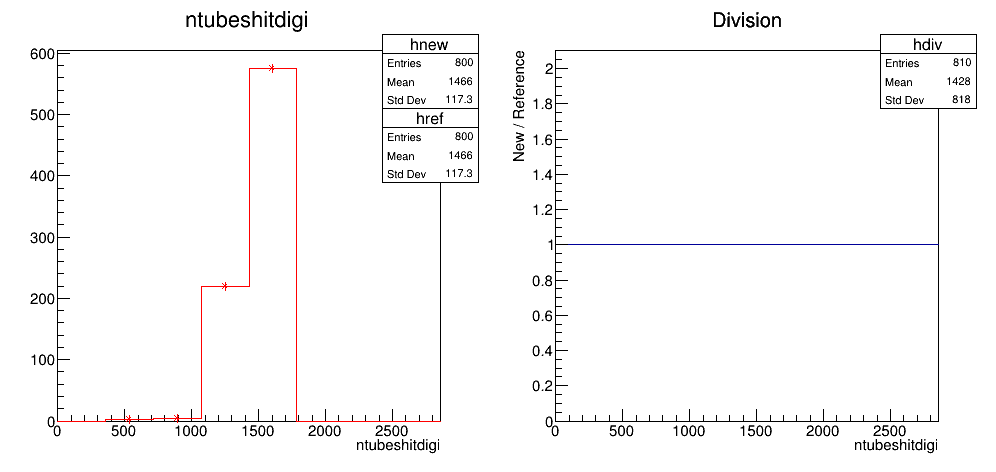 ntubeshitdigi
hnew
Entries 800
Mean 1466
Std Dev 117.3
href
Entries 800
Mean 1466
Std Dev 117.3
600
500
400
300
200
100
0
0 500 1000 1500 2000 2500
ntubeshitdigi
Division
hdiv
Entries 810
Mean 1428
Std Dev 818
New / Reference
2
1.8
1.6
1.4
1.2
1
0.8
0.6
0.4
0.2
0
0 500 1000 1500 2000 2500
ntubeshitdigi